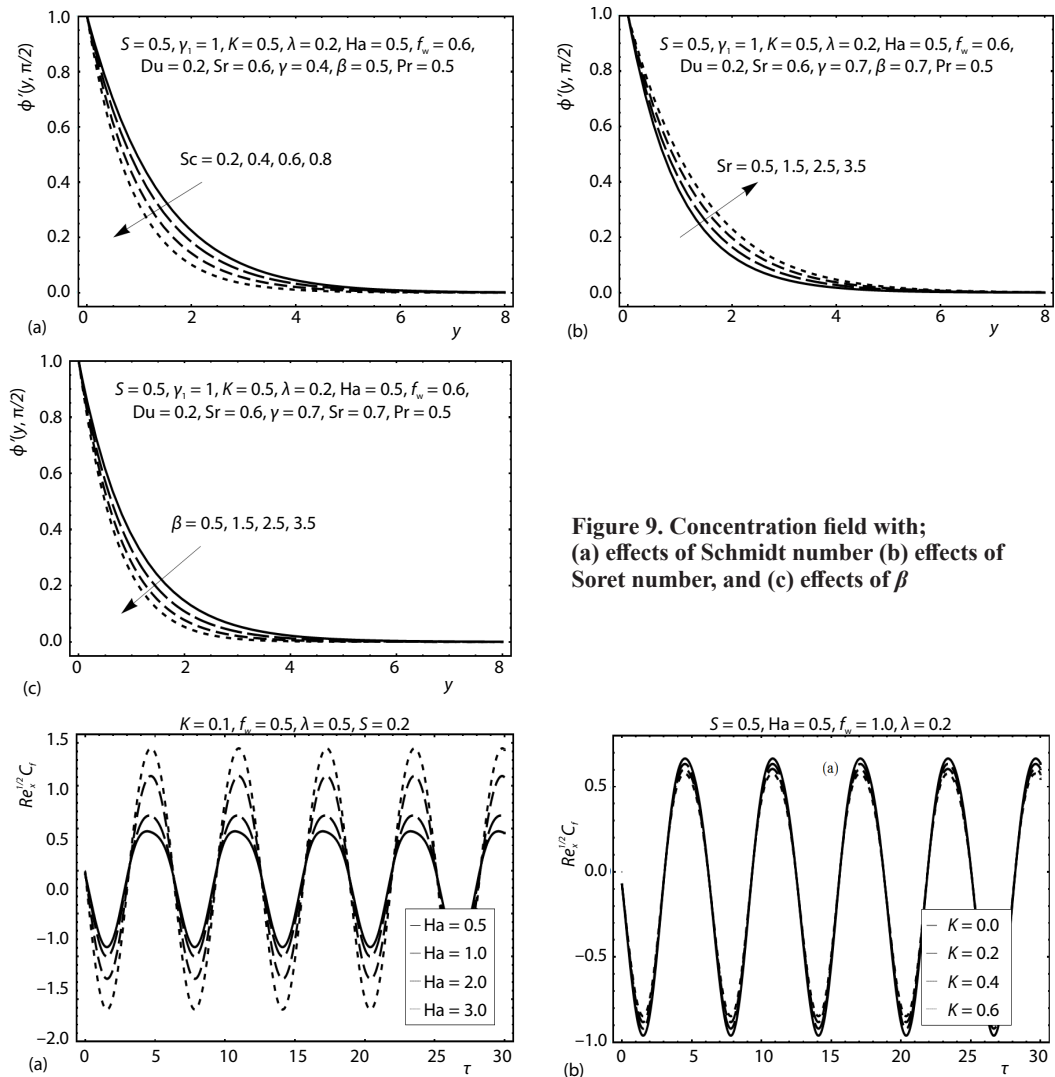 S = 0.5, γ₁ = 1, K = 0.5, λ = 0.2, Ha = 0.5, f_w = 0.6,
Du = 0.2, Sr = 0.6, γ = 0.4, β = 0.5, Pr = 0.5
ϕ′(y, π/2)
1.0
0.8
0.6
0.4
0.2
0.0
Sc = 0.2, 0.4, 0.6, 0.8
0 2 4 6 8
(a) y
S = 0.5, γ₁ = 1, K = 0.5, λ = 0.2, Ha = 0.5, f_w = 0.6,
Du = 0.2, Sr = 0.6, γ = 0.7, β = 0.7, Pr = 0.5
ϕ′(y, π/2)
1.0
0.8
0.6
0.4
0.2
0.0
Sr = 0.5, 1.5, 2.5, 3.5
0 2 4 6 8
(b) y
S = 0.5, γ₁ = 1, K = 0.5, λ = 0.2, Ha = 0.5, f_w = 0.6,
Du = 0.2, Sr = 0.6, γ = 0.7, Sr = 0.7, Pr = 0.5
ϕ′(y, π/2)
1.0
0.8
0.6
0.4
0.2
0.0
β = 0.5, 1.5, 2.5, 3.5
0 2 4 6 8
(c) y
Figure 9. Concentration field with;
(a) effects of Schmidt number (b) effects of
Soret number, and (c) effects of β
K = 0.1, f_w = 0.5, λ = 0.5, S = 0.2
Re_x^{1/2} C_f
1.5
1.0
0.5
0.0
−1.0
−1.0
1.5
−2.0
Ha = 0.5
Ha = 1.0
Ha = 2.0
Ha = 3.0
0 5 10 15 20 25 30
(a) τ
S = 0.5, Ha = 0.5, f_w = 1.0, λ = 0.2
Re_x^{1/2} C_f
(a)
0.5
0.0
−0.5
−1.0
K = 0.0
K = 0.2
K = 0.4
K = 0.6
0 5 10 15 20 25 30
(b) τ